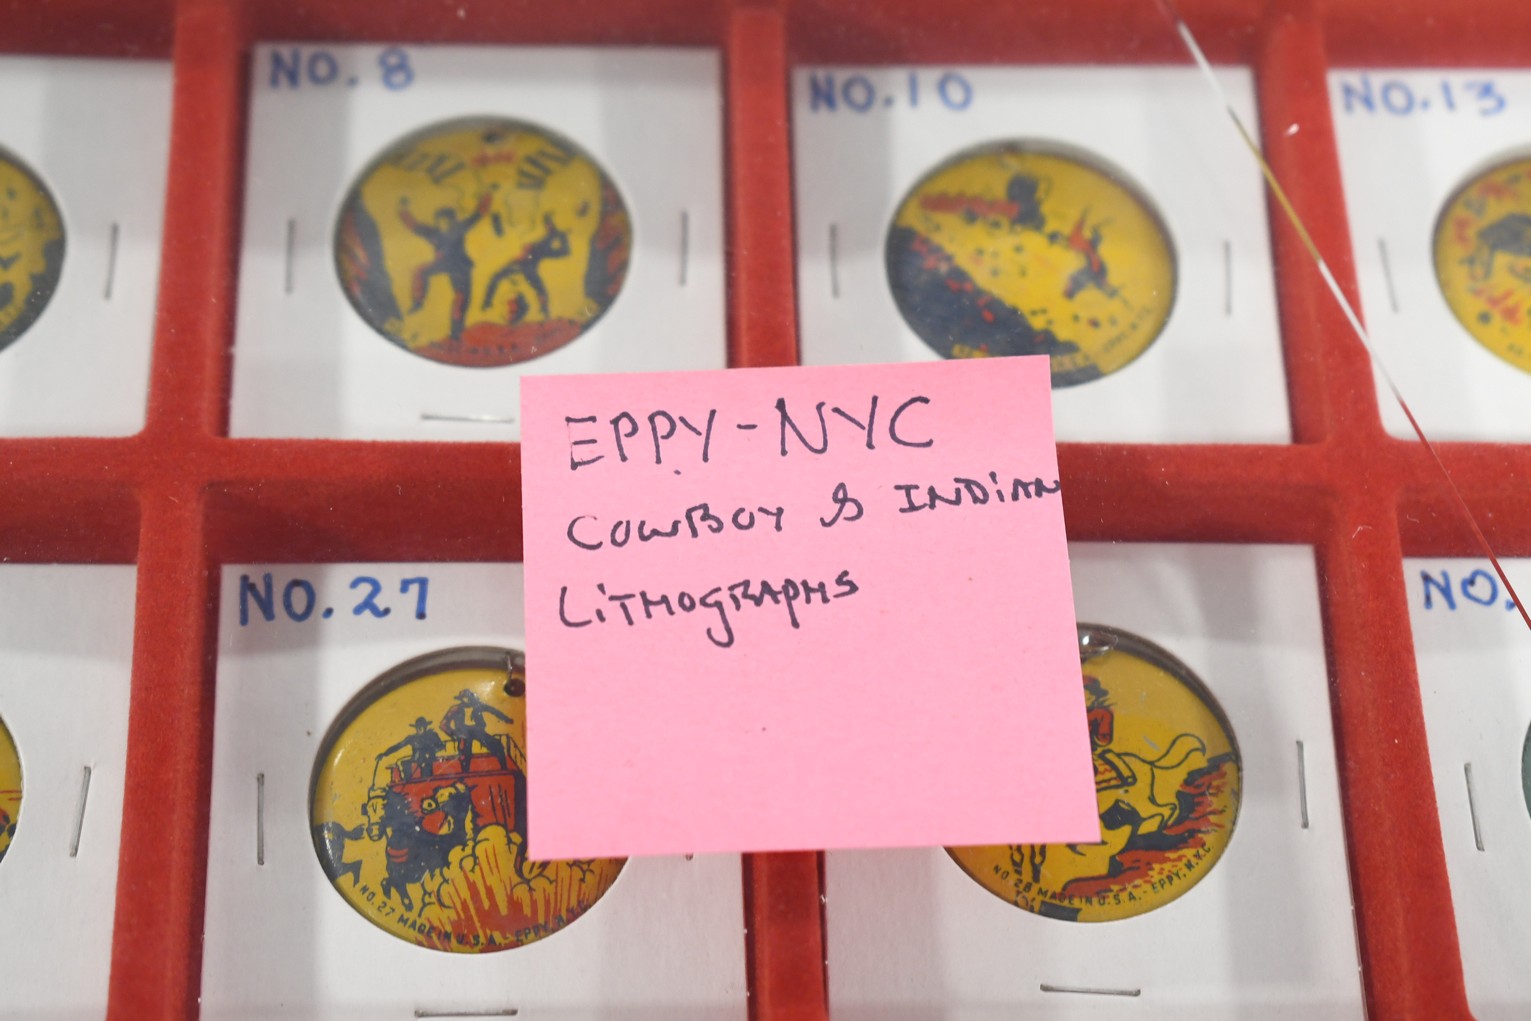 NO. 8
NO. 10
NO. 13
EPPY - NYC
COWBOY & INDIAN
LITHOGRAPHS
NO. 27
NO.
NO. 27 MADE IN U.S.A. - EPPY, N.Y.
NO 28 MADE IN U.S.A. - EPPY, N.Y.C